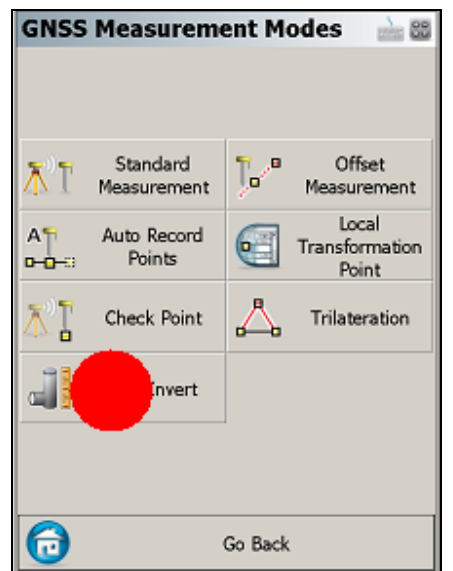 GNSS Measurement Modes
Standard
Measurement
Offset
Measurement
Auto Record
Points
Local
Transformation
Point
Check Point
Trilateration
Invert
Go Back